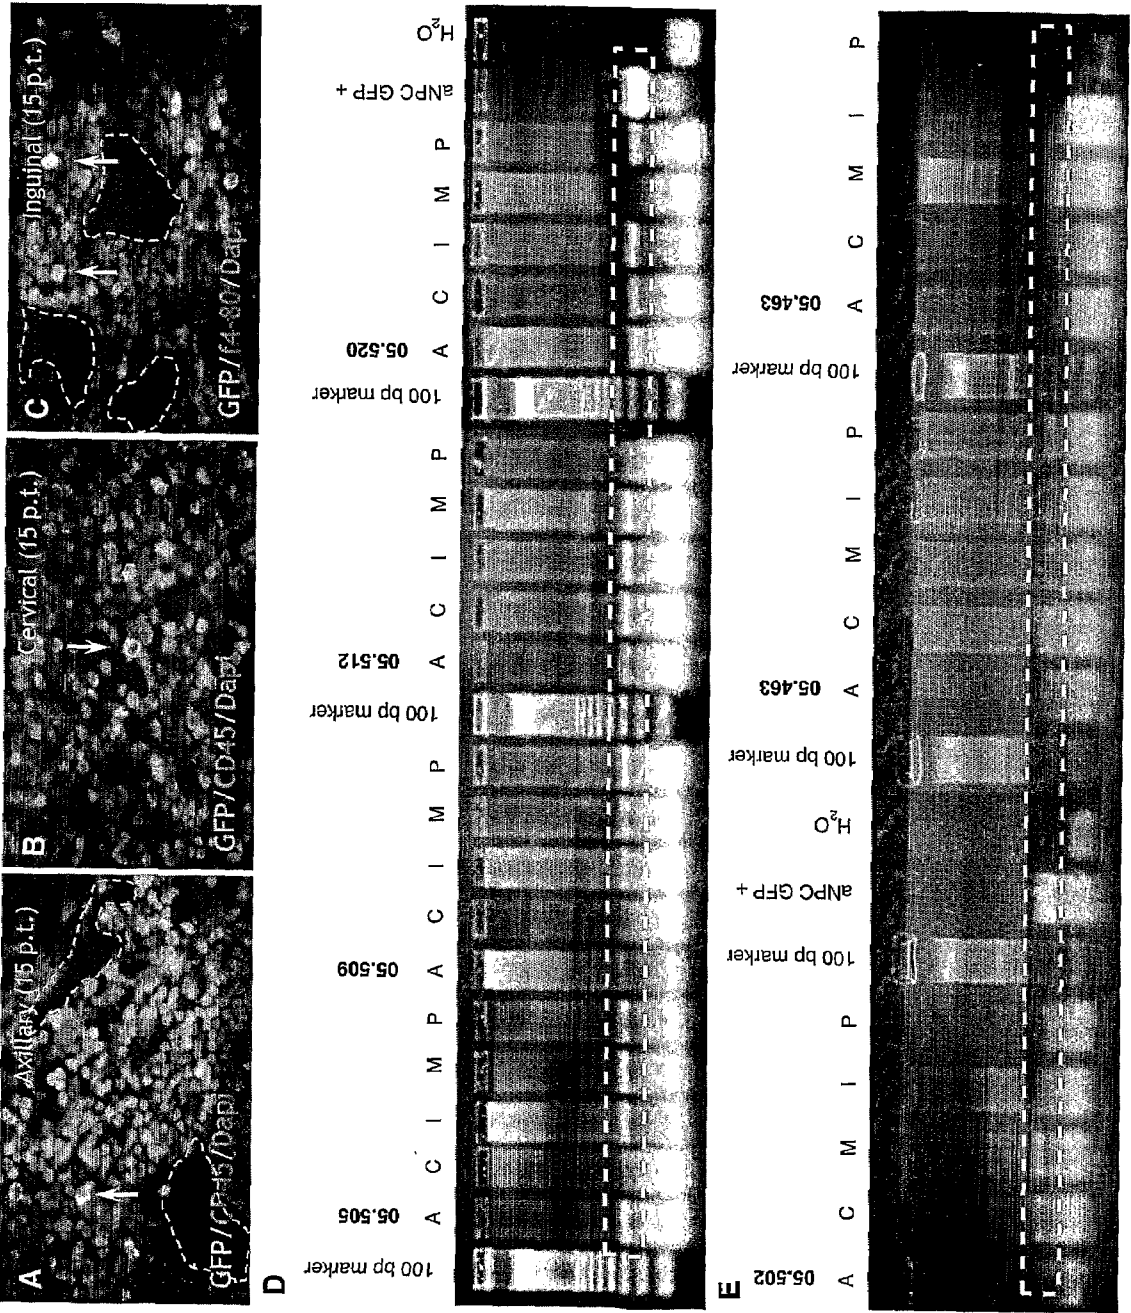 A Axillary (15 p.t.)
GFP/CD45/Dapi
B Cervical (15 p.t.)
GFP/CD45/Dapi
C Inguinal (15 p.t.)
GFP/f4-80/Dapi
D
05.505 05.509 05.512 05.520
100 bp marker A C I M P A C I M P 100 bp marker A C I M P 100 bp marker A C I M P aNPC GFP + H₂O
E
05.502 05.463 05.463
A C M I P 100 bp marker aNPC GFP + H₂O 100 bp marker A C M I P 100 bp marker A C M I P